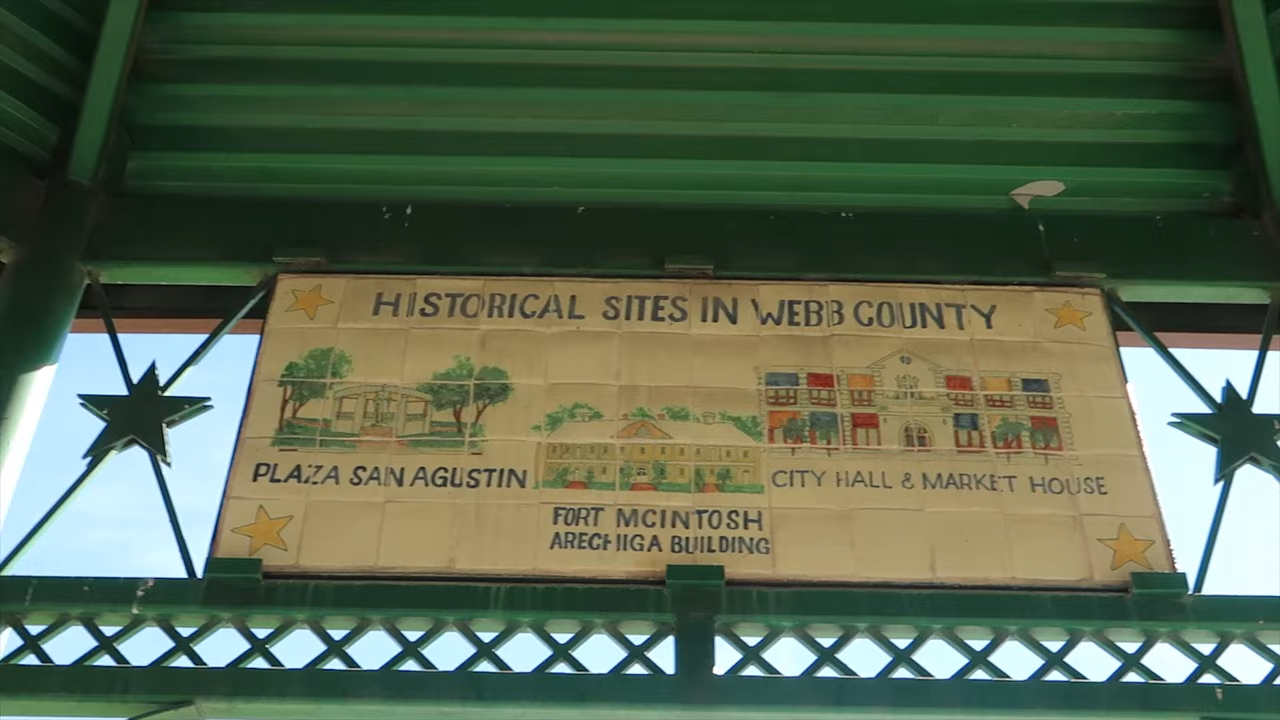 HISTORICAL SITES IN WEBB COUNTY
PLAZA SAN AGUSTIN
CITY HALL & MARKET HOUSE
FORT MCINTOSH
ARECHIGA BUILDING